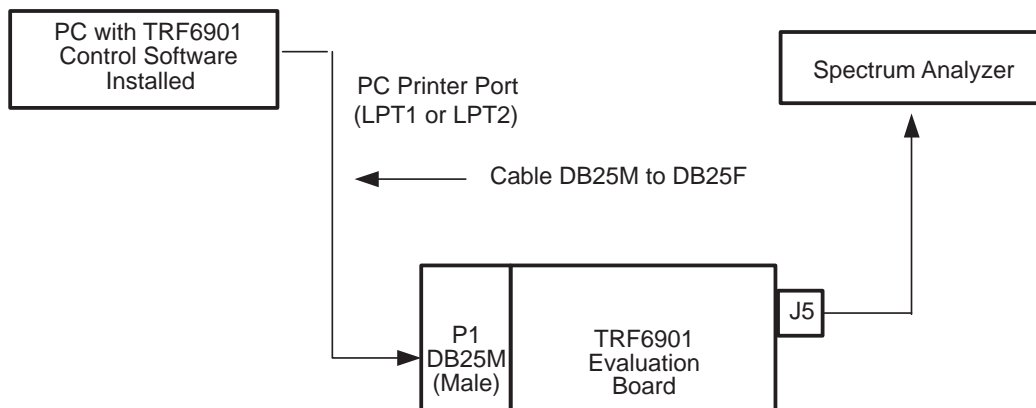 PC with TRF6901
Control Software
Installed
PC Printer Port
(LPT1 or LPT2)
Spectrum Analyzer
Cable DB25M to DB25F
P1
DB25M
(Male)
TRF6901
Evaluation
Board
J5